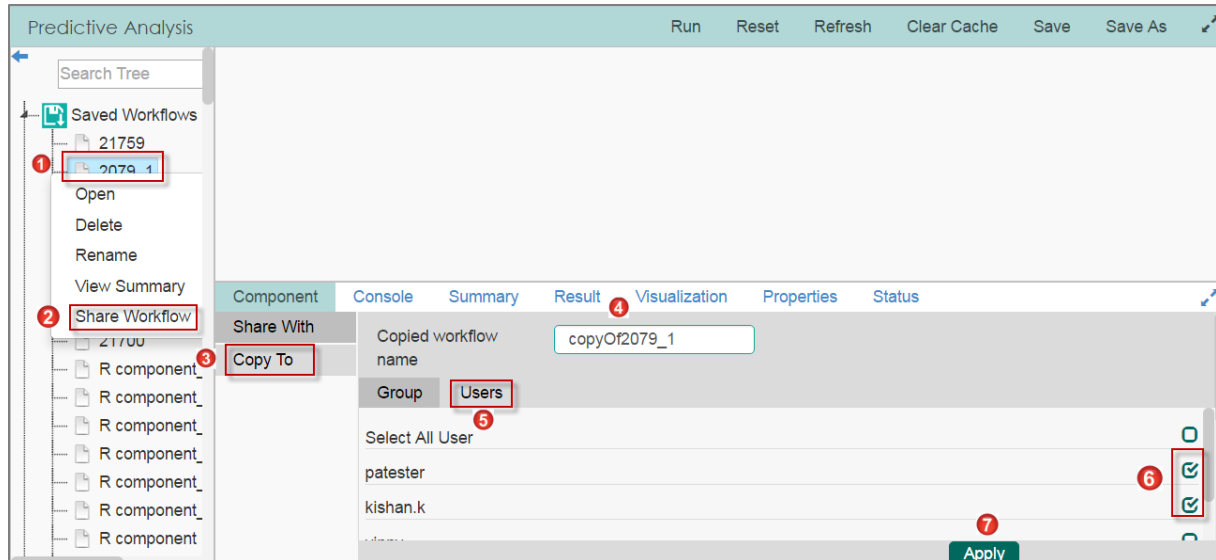 Predictive Analysis Run Reset Refresh Clear Cache Save Save As
Search Tree
Saved Workflows
21759
1
2079_1
Open
Delete
Rename
View Summary
2
Share Workflow
21700
R component_
R component_
R component_
R component_
R component_
R component_
R component
Component Console Summary Result Visualization Properties Status
4
Share With
3
Copy To
Copied workflow
name
copyOf2079_1
Group Users
5
Select All User
patester
6
kishan.k
7
Apply